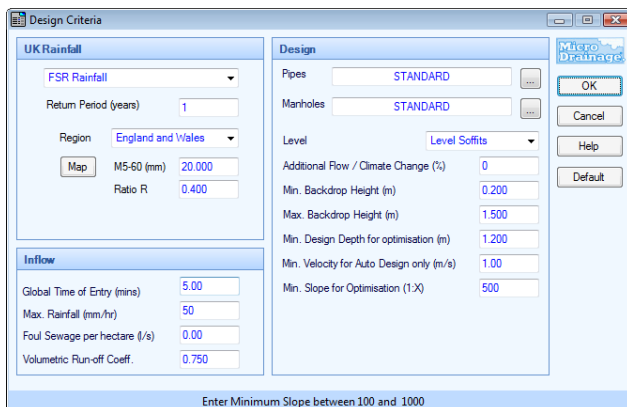 Design Criteria
UK Rainfall
FSR Rainfall
Return Period (years) 1
Region England and Wales
Map M5-60 (mm) 20.000
Ratio R 0.400
Inflow
Global Time of Entry (mins) 5.00
Max. Rainfall (mm/hr) 50
Foul Sewage per hectare (l/s) 0.00
Volumetric Run-off Coeff. 0.750
Design
Pipes STANDARD ...
Manholes STANDARD ...
Level Level Soffits
Additional Flow / Climate Change (%) 0
Min. Backdrop Height (m) 0.200
Max. Backdrop Height (m) 1.500
Min. Design Depth for optimisation (m) 1.200
Min. Velocity for Auto Design only (m/s) 1.00
Min. Slope for Optimisation (1:X) 500
Micro
Drainage
OK
Cancel
Help
Default
Enter Minimum Slope between 100 and 1000